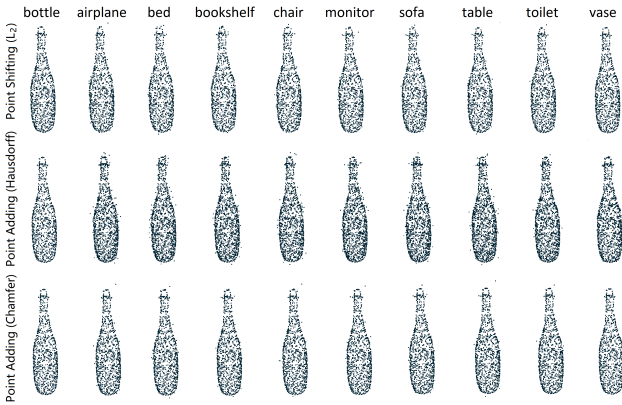 bottle airplane bed bookshelf chair monitor sofa table toilet vase
Point Shifting (L₂)
Point Adding (Hausdorff)
Point Adding (Chamfer)